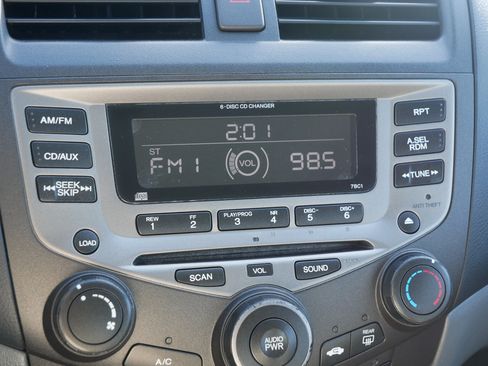 6-DISC CD CHANGER
AM/FM
2:01
RPT
ST
CD/AUX
FM1
VOL
98.5
A.SEL
RDM
SEEK
SKIP
TUNE
7BC1
REW
1
FF
2
PLAY/PROG
3
NR
4
DISC-
5
DISC+
6
ANTI THEFT
LOAD
SCAN
VOL
SOUND
AUDIO
PWR
REAR
A/C